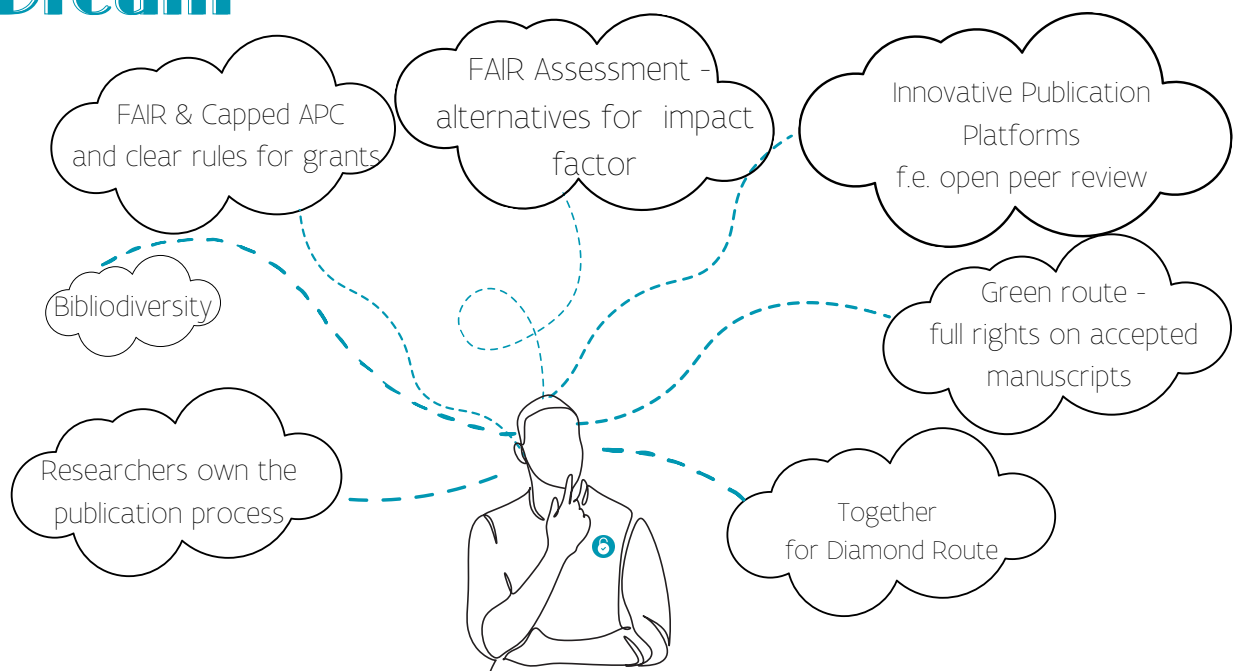 Dream
FAIR & Capped APC
and clear rules for grants
FAIR Assessment -
alternatives for impact
factor
Innovative Publication
Platforms
f.e. open peer review
Bibliodiversity
Green route -
full rights on accepted
manuscripts
Researchers own the
publication process
Together
for Diamond Route